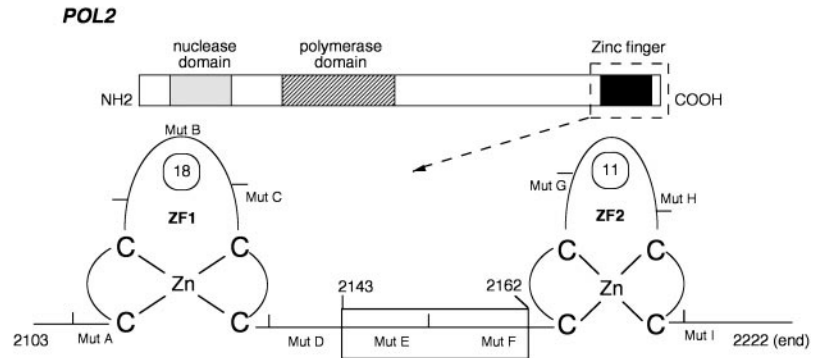 POL2
nuclease
domain
polymerase
domain
Zinc finger
NH2
COOH
Mut B
18
Mut C
ZF1
C
C
Zn
C
C
2103
Mut A
Mut D
2143
2162
Mut E
Mut F
Mut G
11
Mut H
ZF2
C
C
Zn
C
C
Mut I
2222 (end)